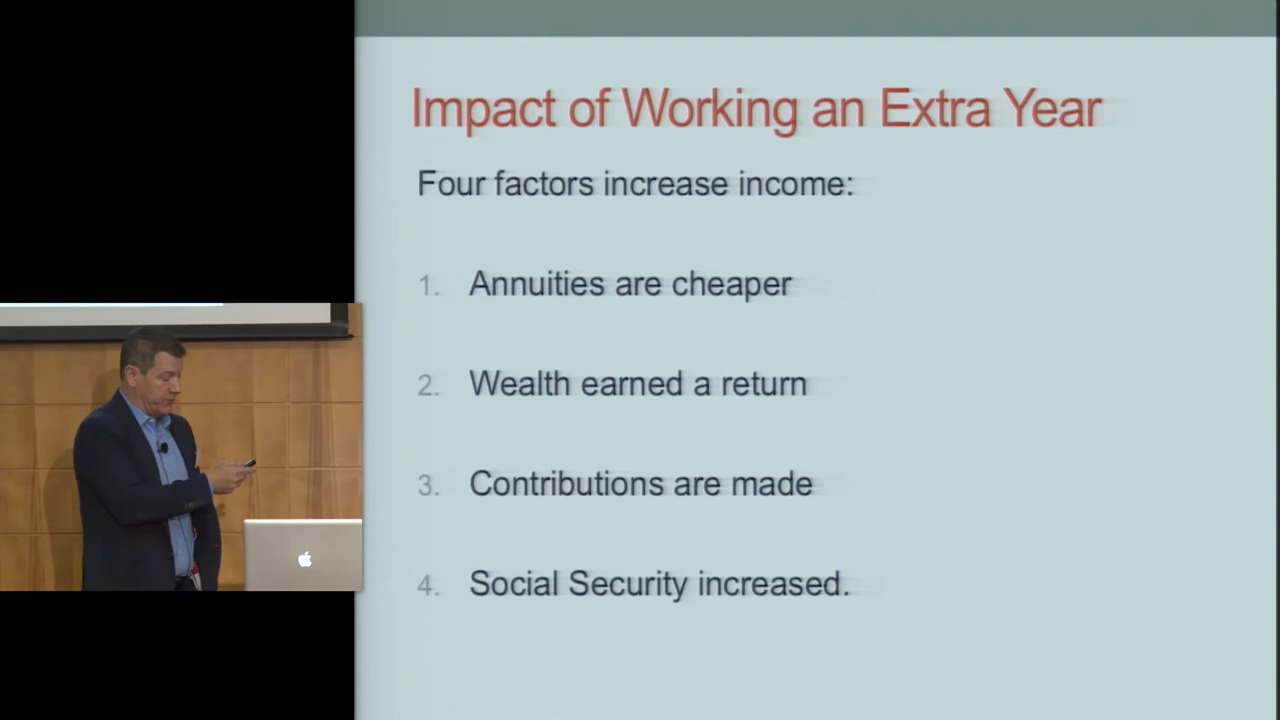 Impact of Working an Extra Year
Four factors increase income:
1. Annuities are cheaper
2. Wealth earned a return
3. Contributions are made
4. Social Security increased.